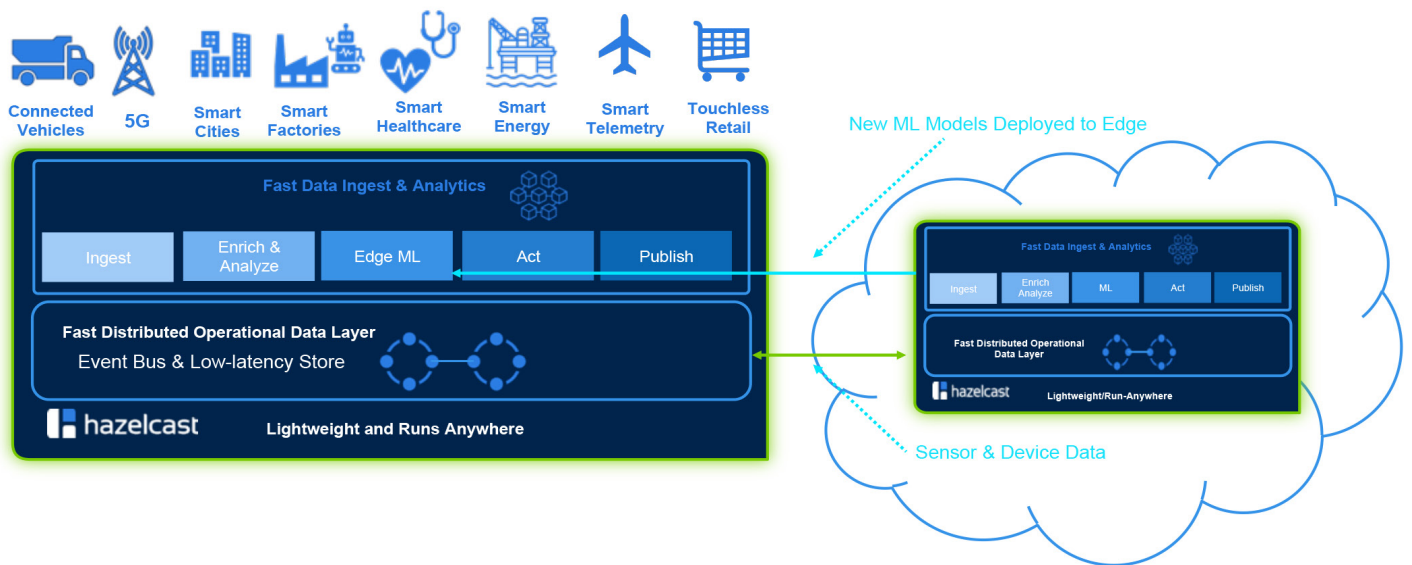 Connected
Vehicles
5G
Smart
Cities
Smart
Factories
Smart
Healthcare
Smart
Energy
Smart
Telemetry
Touchless
Retail
New ML Models Deployed to Edge
Fast Data Ingest & Analytics
Ingest
Enrich &
Analyze
Edge ML
Act
Publish
Fast Distributed Operational Data Layer
Event Bus & Low-latency Store
hazelcast
Lightweight and Runs Anywhere
Fast Data Ingest & Analytics
Ingest
Enrich
Analyze
ML
Act
Publish
Fast Distributed Operational
Data Layer
hazelcast
Lightweight/Run-Anywhere
Sensor & Device Data